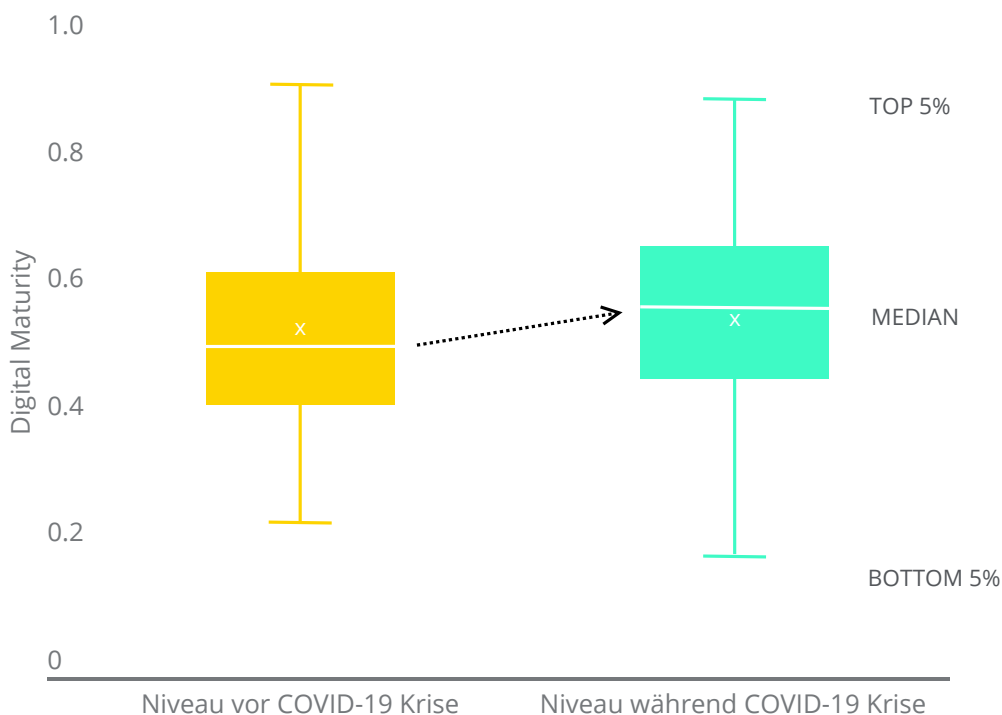 1.0
0.8
0.6
0.4
0.2
0
Digital Maturity
x
x
TOP 5%
MEDIAN
BOTTOM 5%
Niveau vor COVID-19 Krise
Niveau während COVID-19 Krise